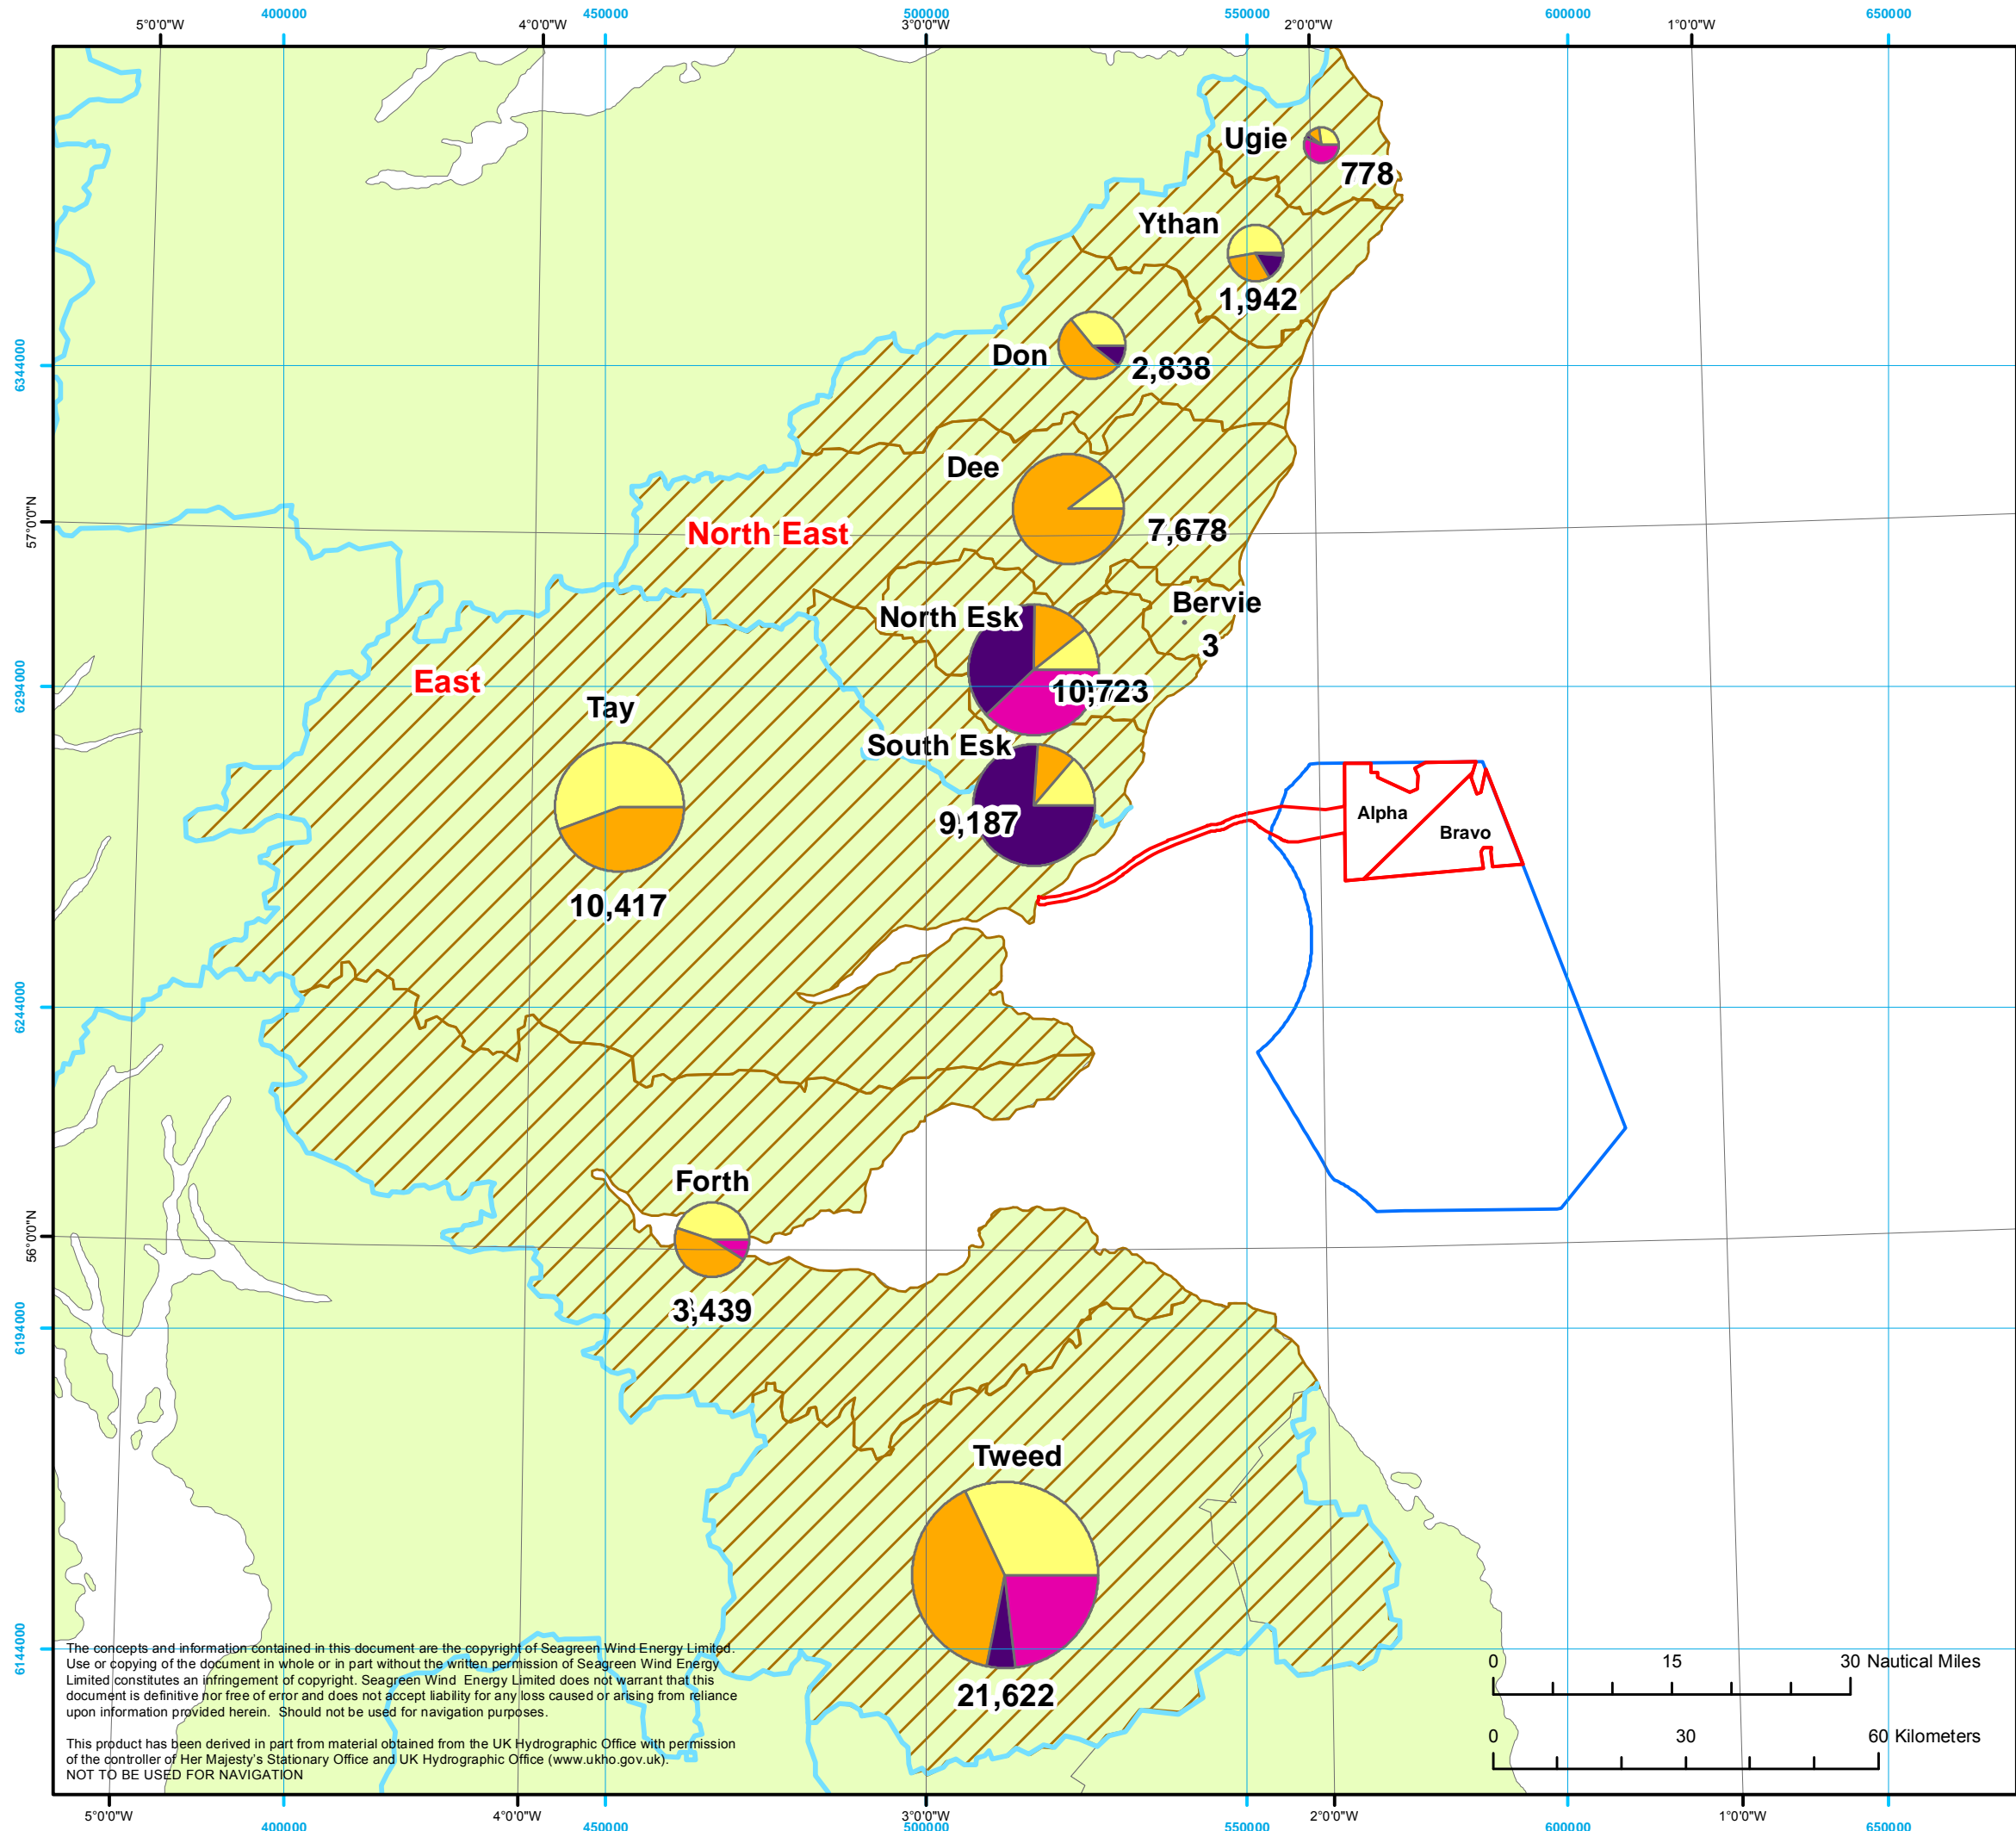 400000 450000 500000 550000 600000 650000
5°0'0"W 4°0'0"W 3°0'0"W 2°0'0"W 1°0'0"W
Ugie
778
Ythan
1,942
6344000
Don
2,838
Dee
7,678
57°0'0"N
North East
Bervie
3
North Esk
10,723
6294000
East
Tay
South Esk
9,187
Alpha
Bravo
10,417
6244000
Forth
56°0'0"N
3,439
6194000
Tweed
21,622
6144000
The concepts and information contained in this document are the copyright of Seagreen Wind Energy Limited.
Use or copying of the document in whole or in part without the written permission of Seagreen Wind Energy
Limited constitutes an infringement of copyright. Seagreen Wind Energy Limited does not warrant that this
document is definitive nor free of error and does not accept liability for any loss caused or arising from reliance
upon information provided herein. Should not be used for navigation purposes.
This product has been derived in part from material obtained from the UK Hydrographic Office with permission
of the controller of Her Majesty's Stationary Office and UK Hydrographic Office (www.ukho.gov.uk).
NOT TO BE USED FOR NAVIGATION
0 15 30 Nautical Miles
0 30 60 Kilometers
5°0'0"W 4°0'0"W 3°0'0"W 2°0'0"W 1°0'0"W
400000 450000 500000 550000 600000 650000